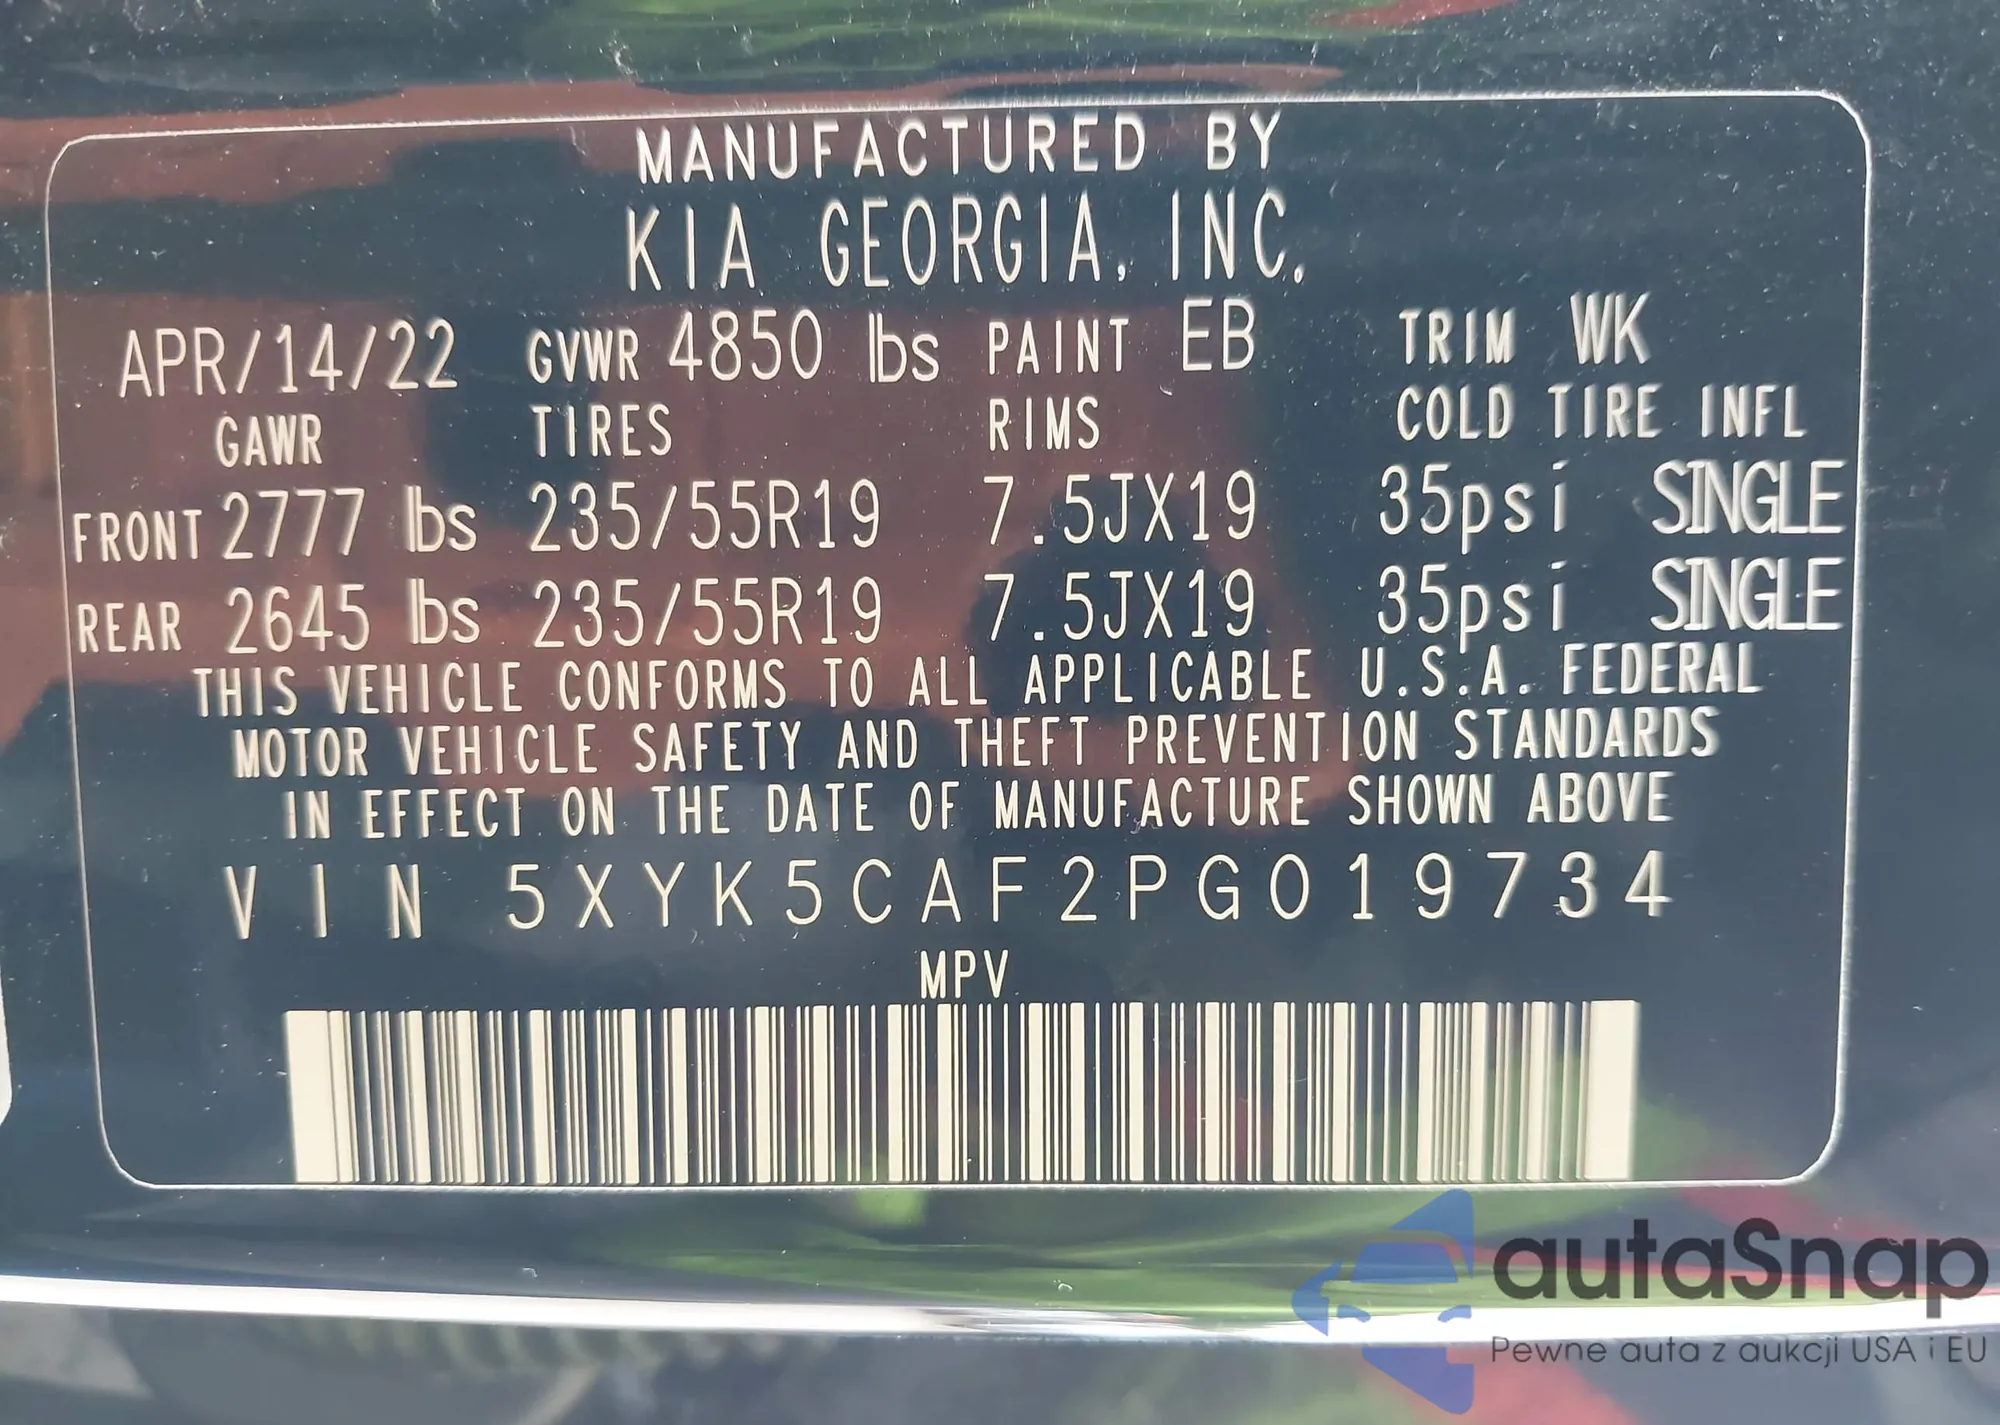 MANUFACTURED BY
KIA GEORGIA, INC.
APR/14/22 GVWR 4850 lbs PAINT EB TRIM WK
GAWR TIRES RIMS COLD TIRE INFL
FRONT 2777 lbs 235/55R19 7.5JX19 35psi SINGLE
REAR 2645 lbs 235/55R19 7.5JX19 35psi SINGLE
THIS VEHICLE CONFORMS TO ALL APPLICABLE U.S.A. FEDERAL
MOTOR VEHICLE SAFETY AND THEFT PREVENTION STANDARDS
IN EFFECT ON THE DATE OF MANUFACTURE SHOWN ABOVE
VIN 5XYK5CAF2PG019734
MPV
autaSnap
Pewne auta z aukcji USA i EU